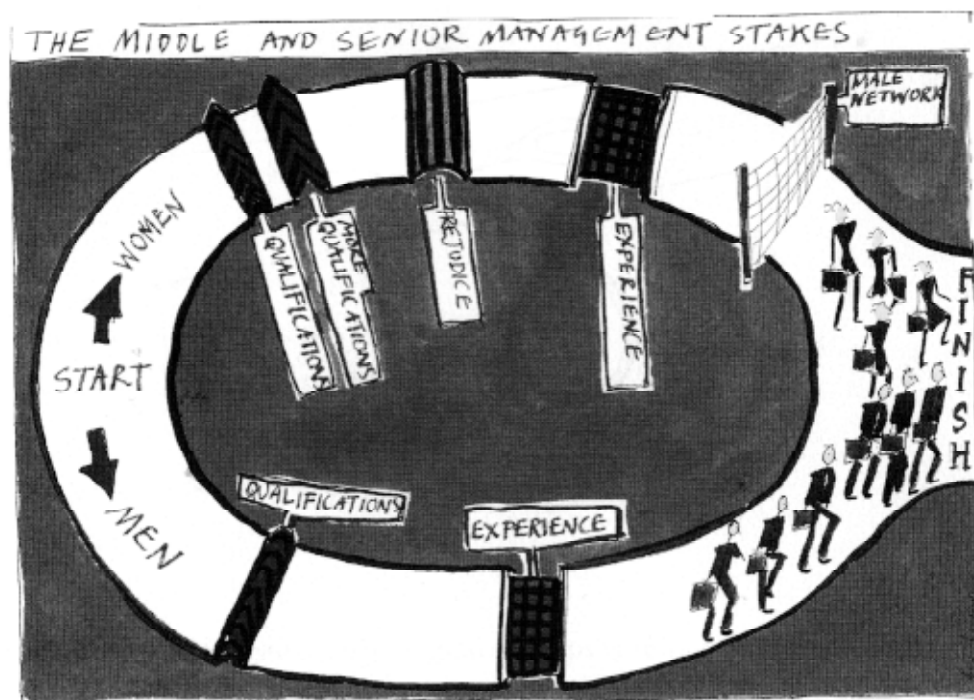 THE MIDDLE AND SENIOR MANAGEMENT STAKES
MALE
NETWORK
WOMEN
QUALIFICATIONS
MORE
QUALIFICATIONS
PREJUDICE
EXPERIENCE
FINISH
START
MEN
QUALIFICATIONS
EXPERIENCE